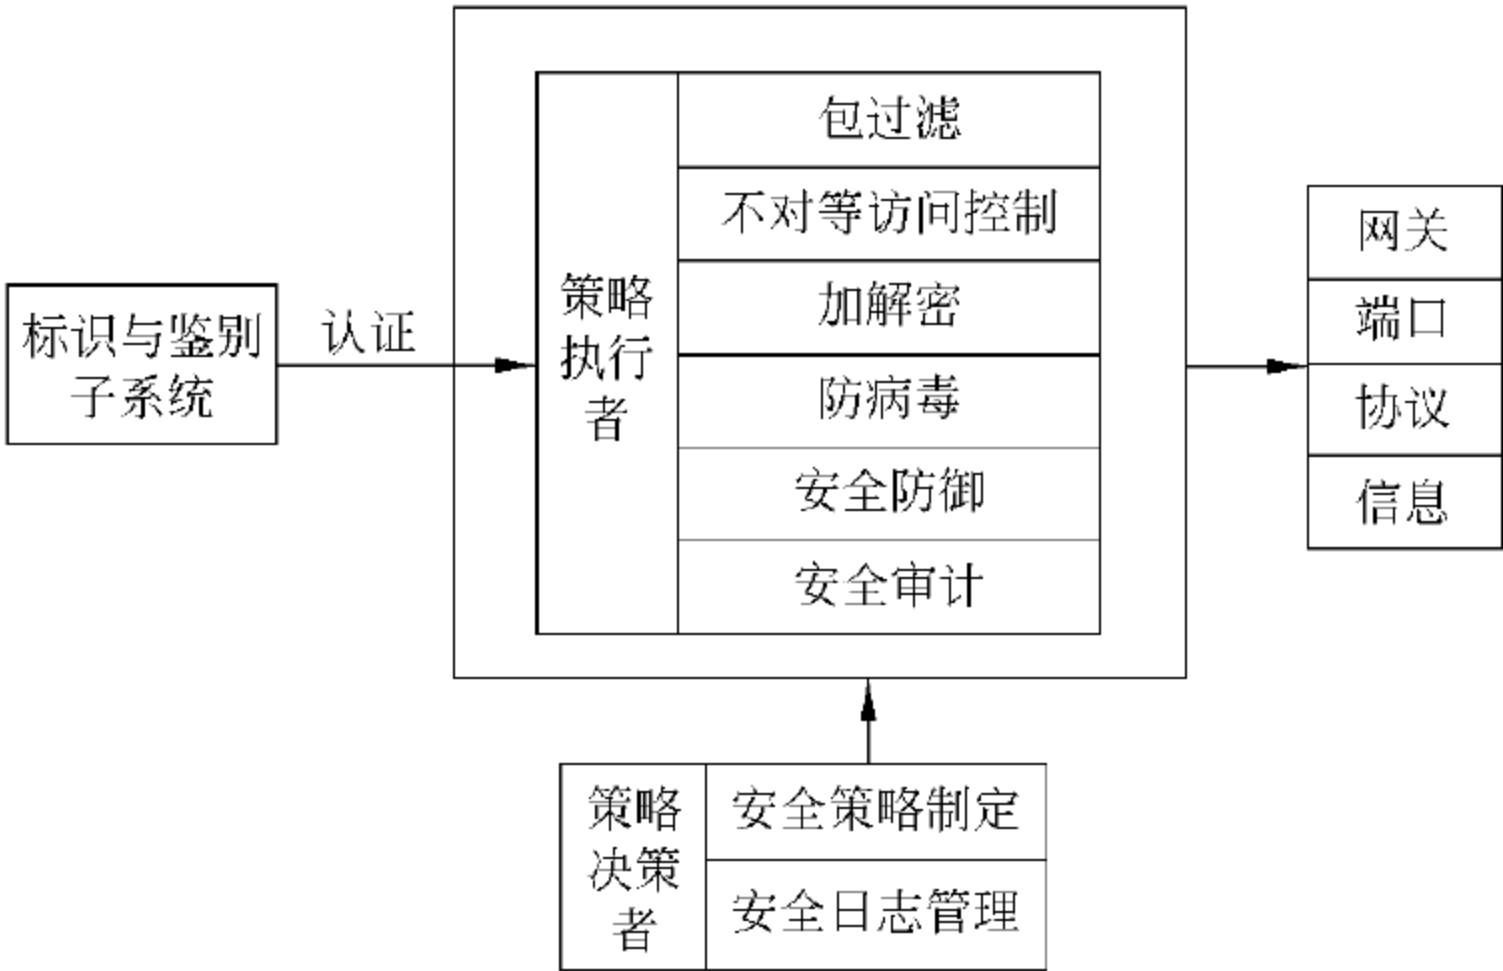 标识与鉴别
子系统
认证
策略
执行
者
包过滤
不对等访问控制
加解密
防病毒
安全防御
安全审计
网关
端口
协议
信息
策略
决策
者
安全策略制定
安全日志管理